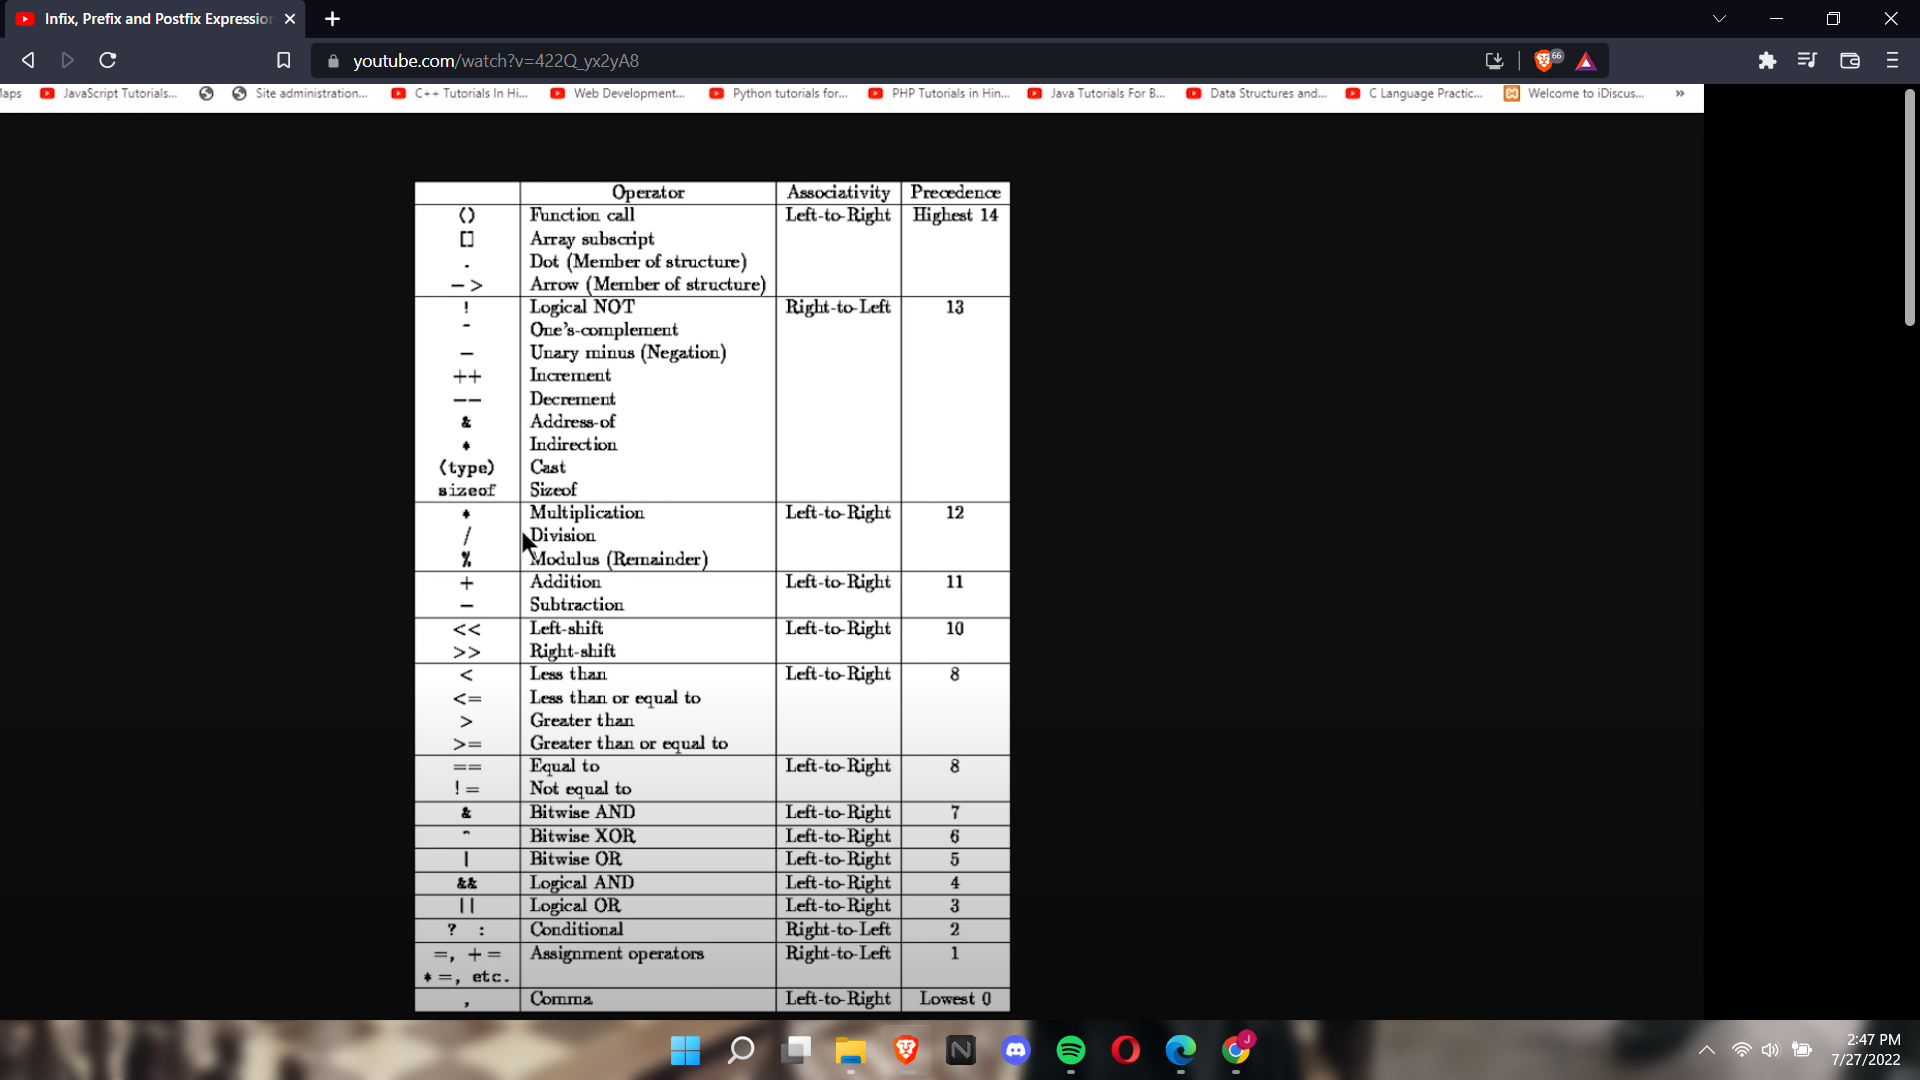 Infix, Prefix and Postfix Expression
youtube.com/watch?v=422Q_yx2yA8
66
aps JavaScript Tutorials... Site administration... C++ Tutorials In Hi... Web Development... Python tutorials for... PHP Tutorials in Hin... Java Tutorials For B... Data Structures and... C Language Practic... Welcome to iDiscus... »
Operator Associativity Precedence
() Function call Left-to-Right Highest 14
[] Array subscript
. Dot (Member of structure)
-> Arrow (Member of structure)
! Logical NOT Right-to-Left 13
~ One's-complement
- Unary minus (Negation)
++ Increment
-- Decrement
& Address-of
* Indirection
(type) Cast
sizeof Sizeof
* Multiplication Left-to-Right 12
/ Division
% Modulus (Remainder)
+ Addition Left-to-Right 11
- Subtraction
<< Left-shift Left-to-Right 10
>> Right-shift
< Less than Left-to-Right 8
<= Less than or equal to
> Greater than
>= Greater than or equal to
== Equal to Left-to-Right 8
!= Not equal to
& Bitwise AND Left-to-Right 7
^ Bitwise XOR Left-to-Right 6
| Bitwise OR Left-to-Right 5
&& Logical AND Left-to-Right 4
|| Logical OR Left-to-Right 3
? : Conditional Right-to-Left 2
=, += Assignment operators Right-to-Left 1
*=, etc.
, Comma Left-to-Right Lowest 0
J
2:47 PM
7/27/2022